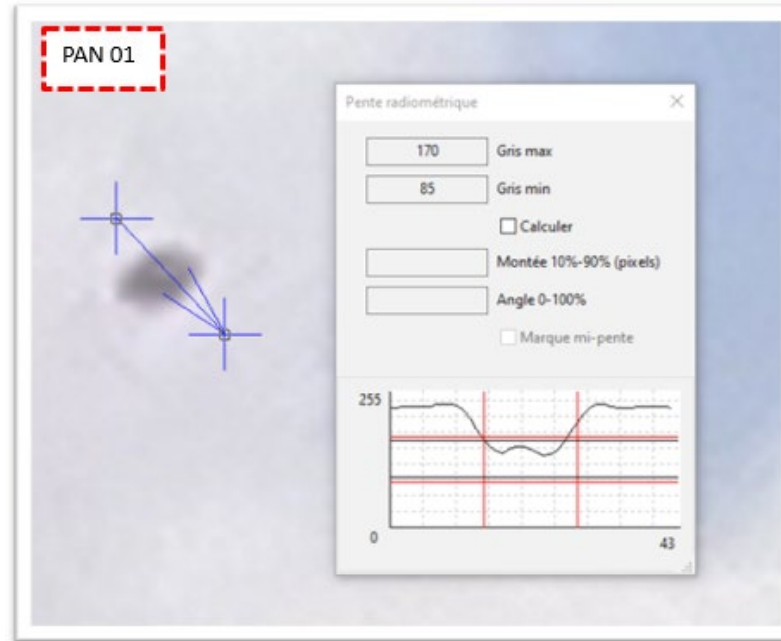 PAN 01
Pente radiométrique
170 Gris max
85 Gris min
Calculer
Montée 10%-90% (pixels)
Angle 0-100%
Marque mi-pente
255
0
43